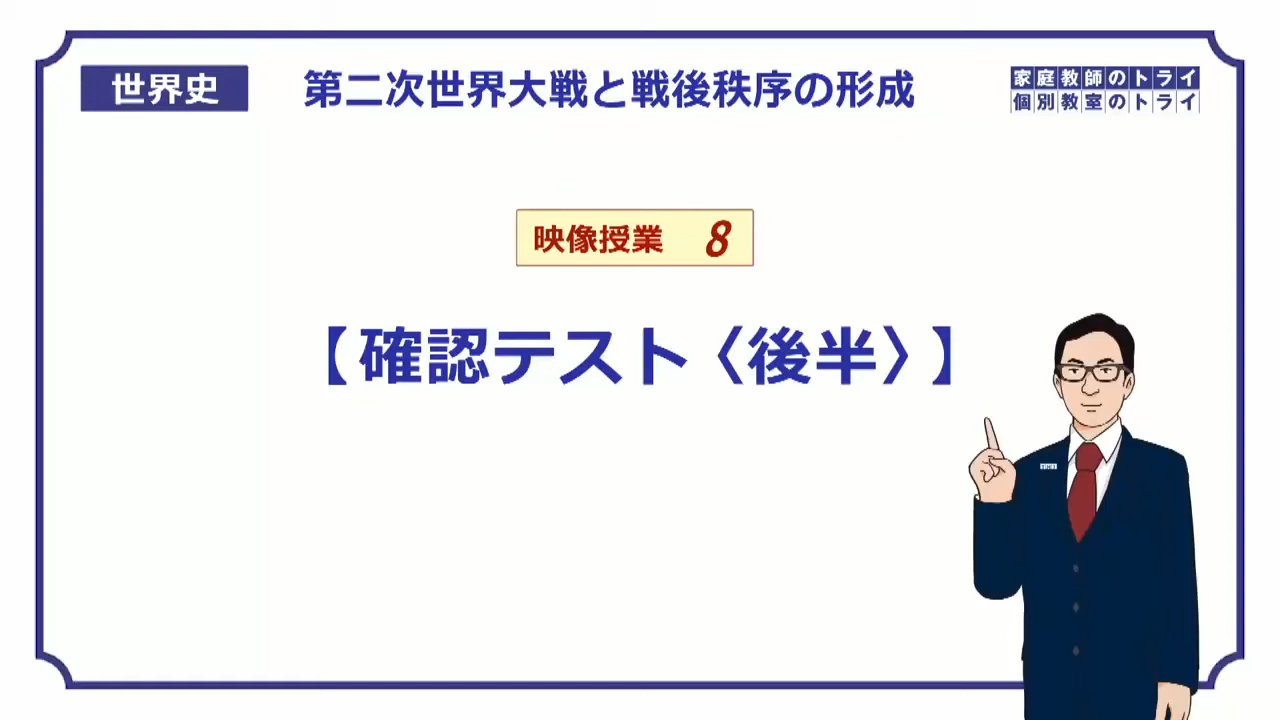 世界史
第二次世界大戦と戦後秩序の形成
家庭教師のトライ
個別教室のトライ
映像授業 8
【確認テスト〈後半〉】